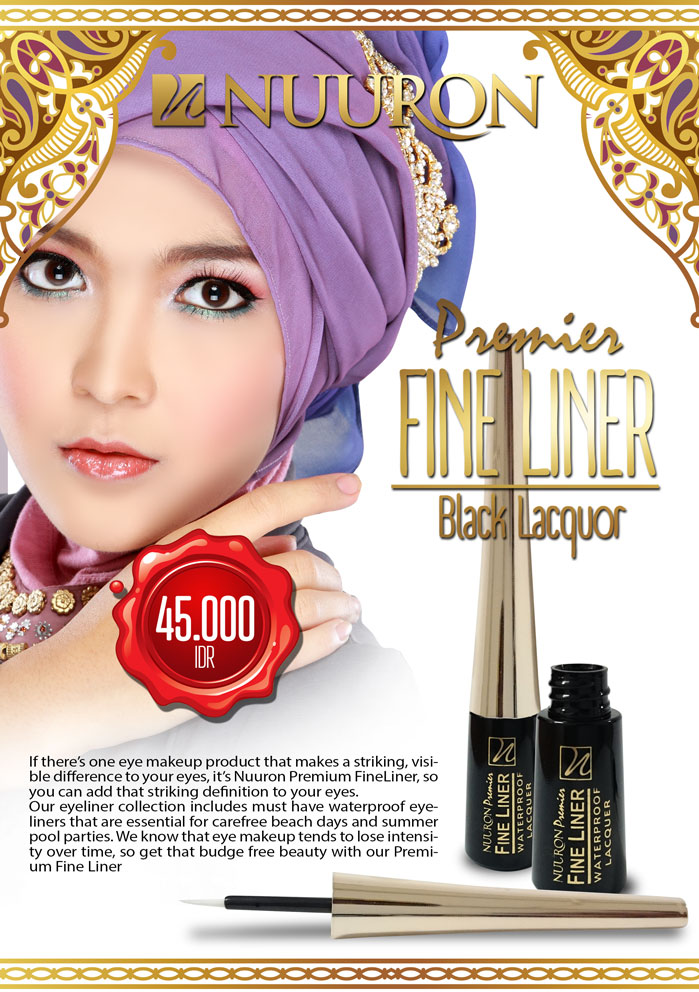 NUURON
Premier
FINE LINER
Black Lacquor
45.000
IDR
If there's one eye makeup product that makes a striking, visi-
ble difference to your eyes, it's Nuuron Premium FineLiner, so
you can add that striking definition to your eyes.
Our eyeliner collection includes must have waterproof eye-
liners that are essential for carefree beach days and summer
pool parties. We know that eye makeup tends to lose intensi-
ty over time, so get that budge free beauty with our Premi-
um Fine Liner
NUURON Premier
FINE LINER
WATERPROOF
LACQUER
NUURON Premier
FINE LINER
WATERPROOF
LACQUER